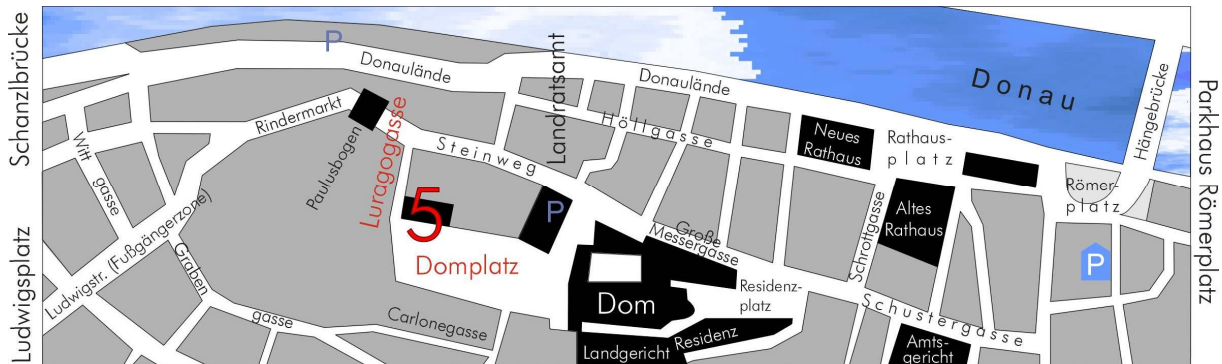 Schanzlbrücke
Ludwigsplatz
P
Donaulände
Landratsamt
Donaulände
Donau
Hängebrücke
Parkhaus Römerplatz
Witt
gasse
Rindermarkt
Paulusbogen
Luragogasse
Steinweg
Höllgasse
Neues
Rathaus
Rathaus-
platz
Römer-
platz
Ludwigstr. (Fußgängerzone)
5
P
Domplatz
Große
Messergasse
Schrottgasse
Altes
Rathaus
P
Graben
gasse
Carlonegasse
Dom
Residenz-
platz
Schustergasse
Landgericht
Residenz
Amts-
gericht